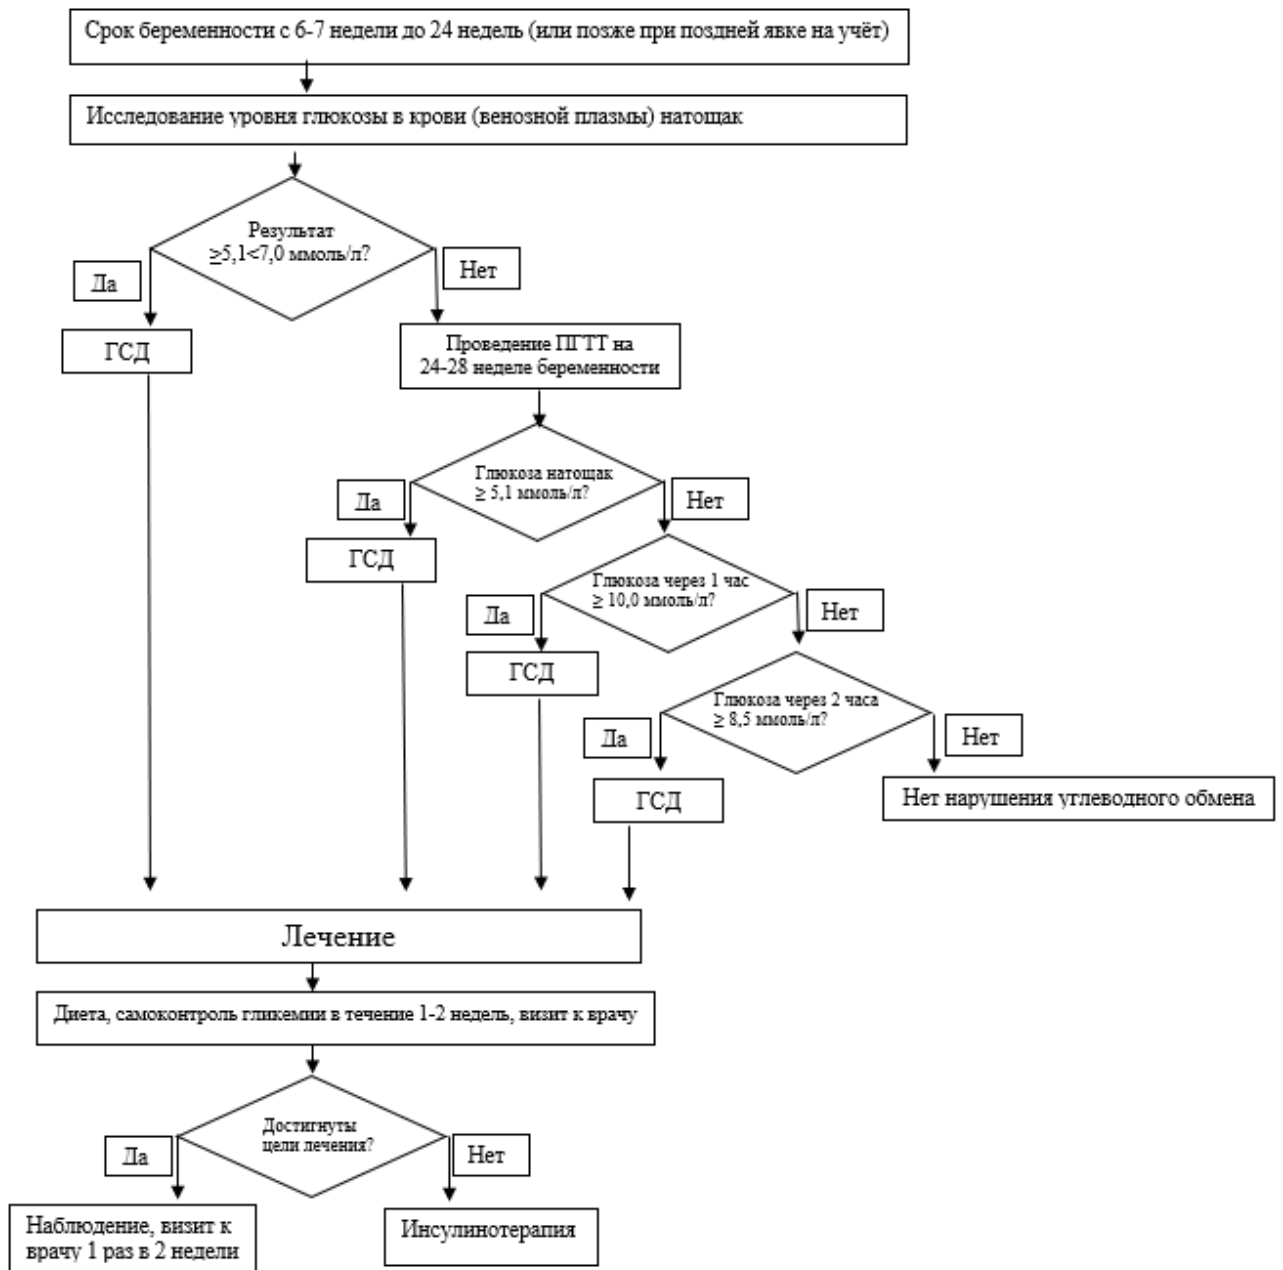 Срок беременности с 6-7 недели до 24 недель (или позже при поздней явке на учёт)
Исследование уровня глюкозы в крови (венозной плазмы) натощак
Результат
≥5,1<7,0 ммоль/л?
Да
Нет
ГСД
Проведение ПГТТ на
24-28 неделе беременности
Глюкоза натощак
≥ 5,1 ммоль/л?
Да
Нет
ГСД
Глюкоза через 1 час
≥ 10,0 ммоль/л?
Да
Нет
ГСД
Глюкоза через 2 часа
≥ 8,5 ммоль/л?
Да
Нет
ГСД
Нет нарушения углеводного обмена
Лечение
Диета, самоконтроль гликемии в течение 1-2 недель, визит к врачу
Достигнуты
цели лечения?
Да
Нет
Наблюдение, визит к
врачу 1 раз в 2 недели
Инсулинотерапия